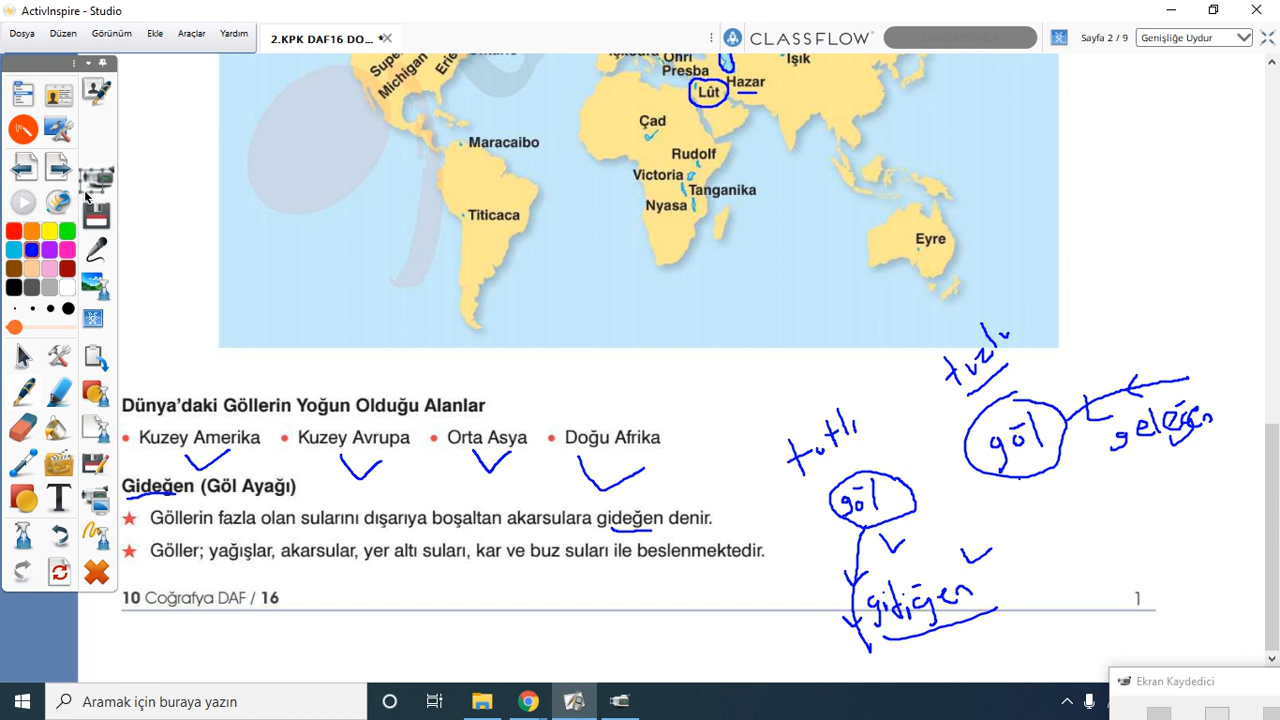 ActivInspire - Studio
Dosya Düzen Görünüm Ekle Araçlar Yardım
2.KPK DAF16 DO...
CLASSFLOW
Sayfa 2 / 9
Genişliğe Uydur
Michigan
Ohri
Presba
Işık
Hazar
Lût
Çad
Maracaibo
Rudolf
Victoria
Tanganika
Nyasa
Titicaca
Eyre
tuzlu
göl
geleğen
tatlı
göl
gidiğen
Dünya'daki Göllerin Yoğun Olduğu Alanlar
• Kuzey Amerika • Kuzey Avrupa • Orta Asya • Doğu Afrika
Gideğen (Göl Ayağı)
★ Göllerin fazla olan sularını dışarıya boşaltan akarsulara gideğen denir.
★ Göller; yağışlar, akarsular, yer altı suları, kar ve buz suları ile beslenmektedir.
10 Coğrafya DAF / 16
1
Ekran Kaydedici
Aramak için buraya yazın